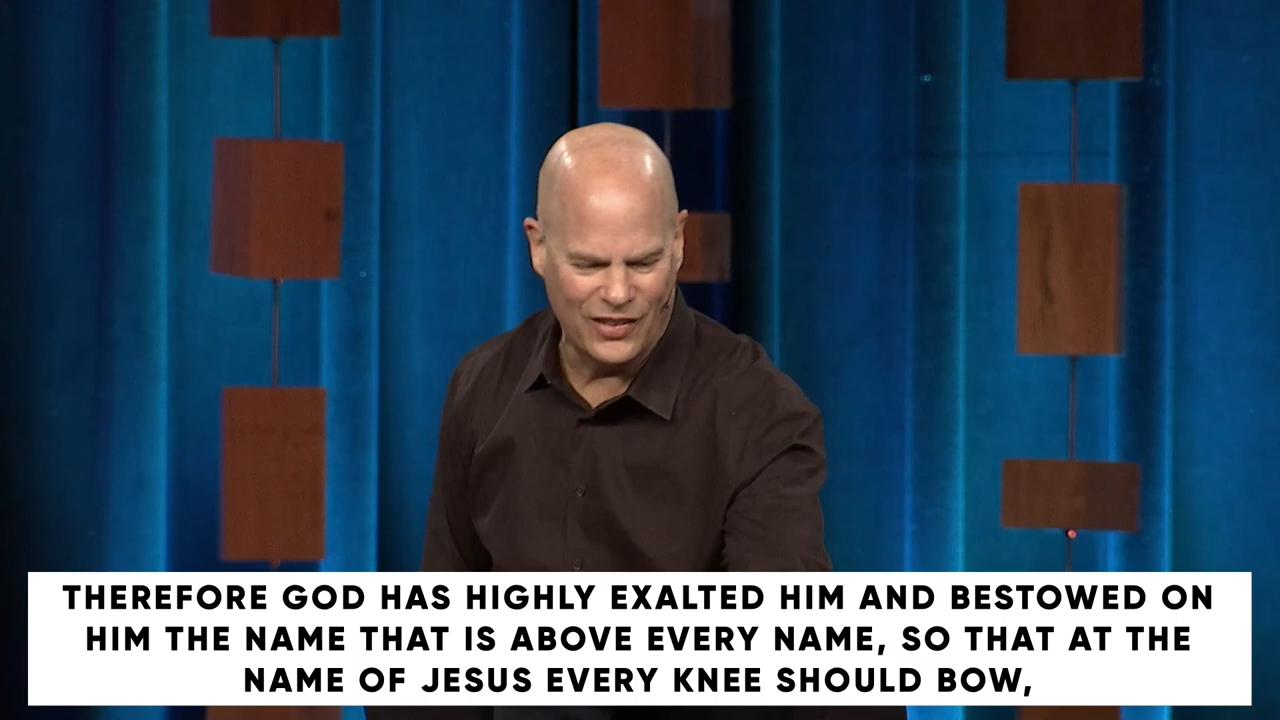 THEREFORE GOD HAS HIGHLY EXALTED HIM AND BESTOWED ON
HIM THE NAME THAT IS ABOVE EVERY NAME, SO THAT AT THE
NAME OF JESUS EVERY KNEE SHOULD BOW,